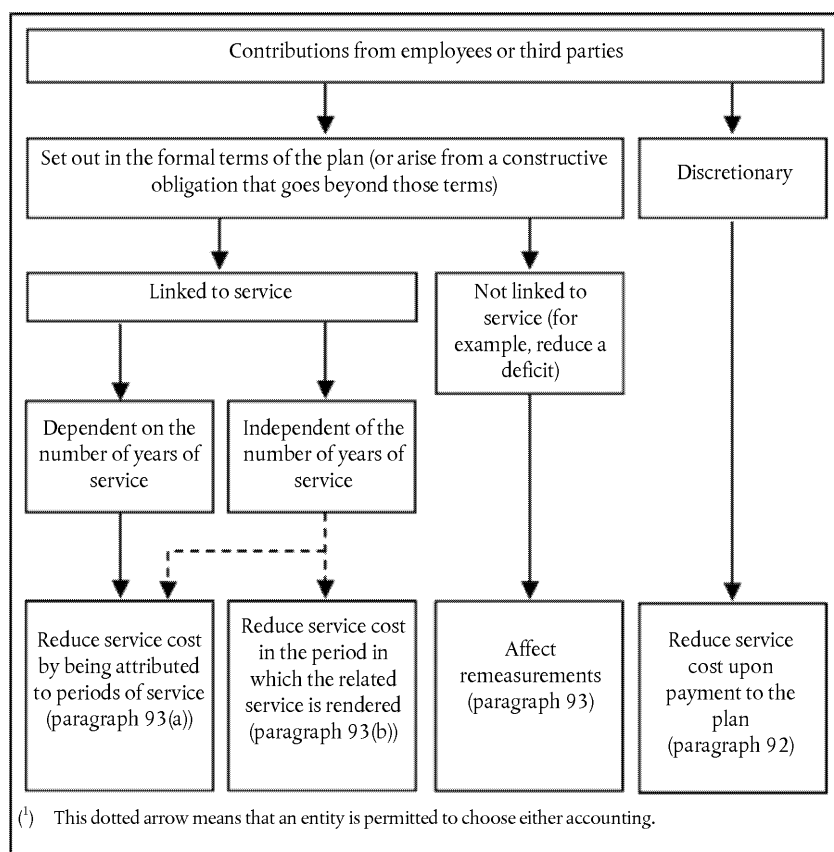 Contributions from employees or third parties
Set out in the formal terms of the plan (or arise from a constructive
obligation that goes beyond those terms)
Discretionary
Linked to service
Not linked to
service (for
example, reduce a
deficit)
Dependent on the
number of years of
service
Independent of the
number of years of
service
Reduce service cost
by being attributed
to periods of service
(paragraph 93(a))
Reduce service cost
in the period in
which the related
service is rendered
(paragraph 93(b))
Affect
remeasurements
(paragraph 93)
Reduce service
cost upon
payment to the
plan
(paragraph 92)
(¹) This dotted arrow means that an entity is permitted to choose either accounting.